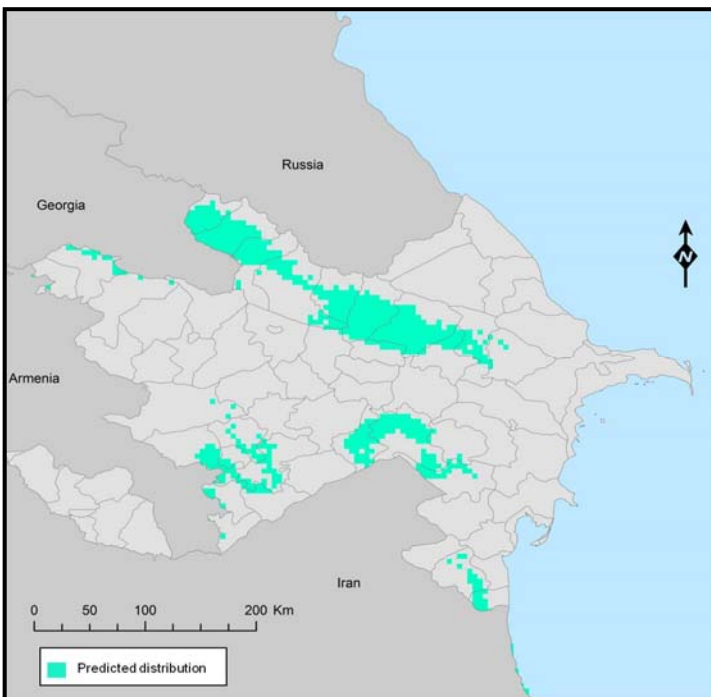 Russia
Georgia
N
Armenia
Iran
0 50 100 200 Km
Predicted distribution